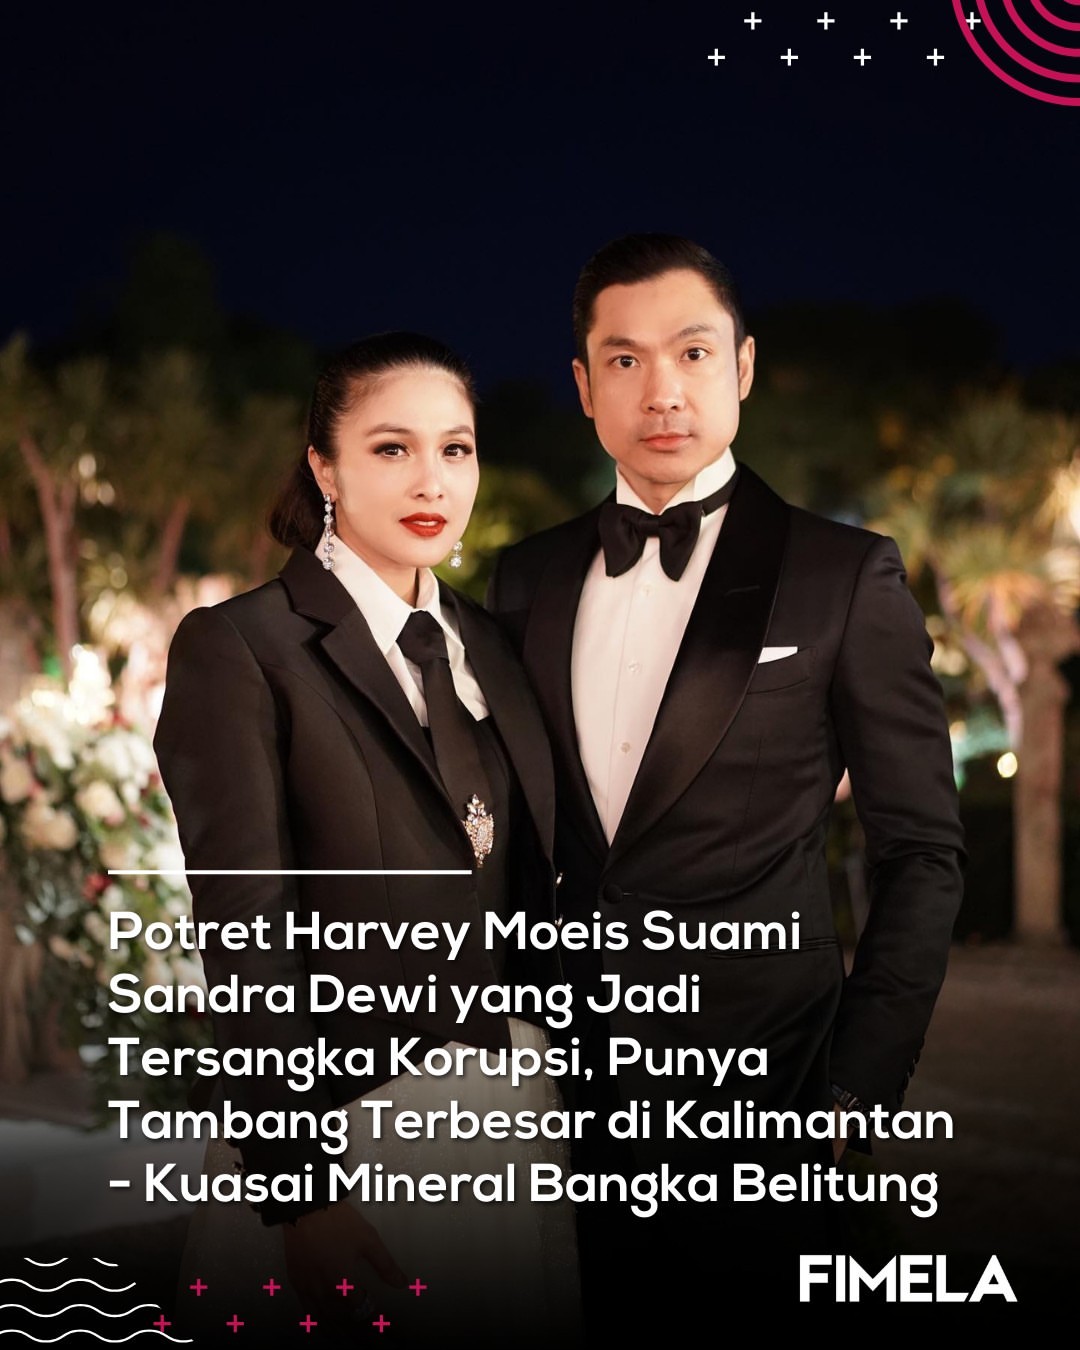 Potret Harvey Moeis Suami
Sandra Dewi yang Jadi
Tersangka Korupsi, Punya
Tambang Terbesar di Kalimantan
- Kuasai Mineral Bangka Belitung
FIMELA